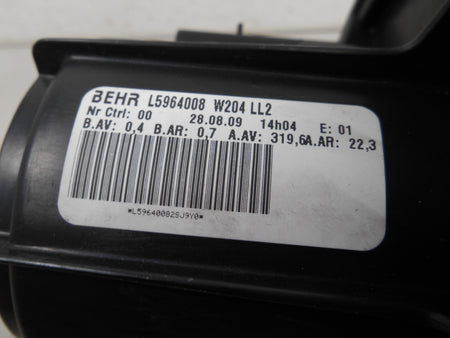 BEHR L5964008 W204 LL2
Nr Ctrl: 00 28.08.09 14h04 E: 01
B.AV: 0,4 B.AR: 0,7 A.AV: 319,6A.AR: 22,3
*L59640082SJ9Y0*